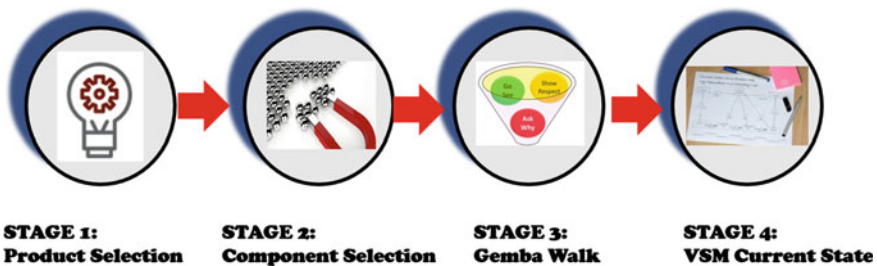 Go
See
Show
Respect
Ask
Why
STAGE 1:
Product Selection
STAGE 2:
Component Selection
STAGE 3:
Gemba Walk
STAGE 4:
VSM Current State